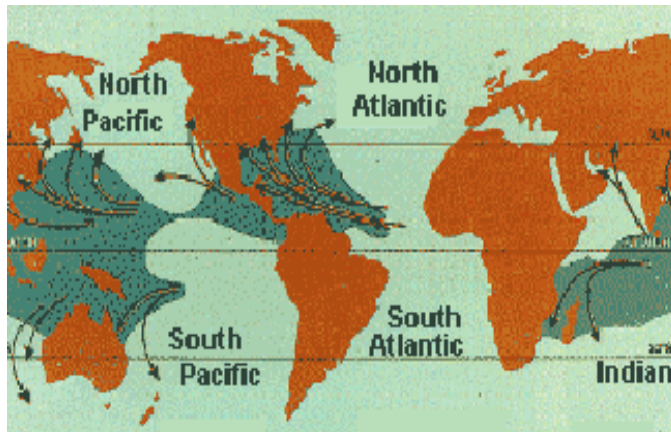 North
Pacific
North
Atlantic
South
Pacific
South
Atlantic
Indian